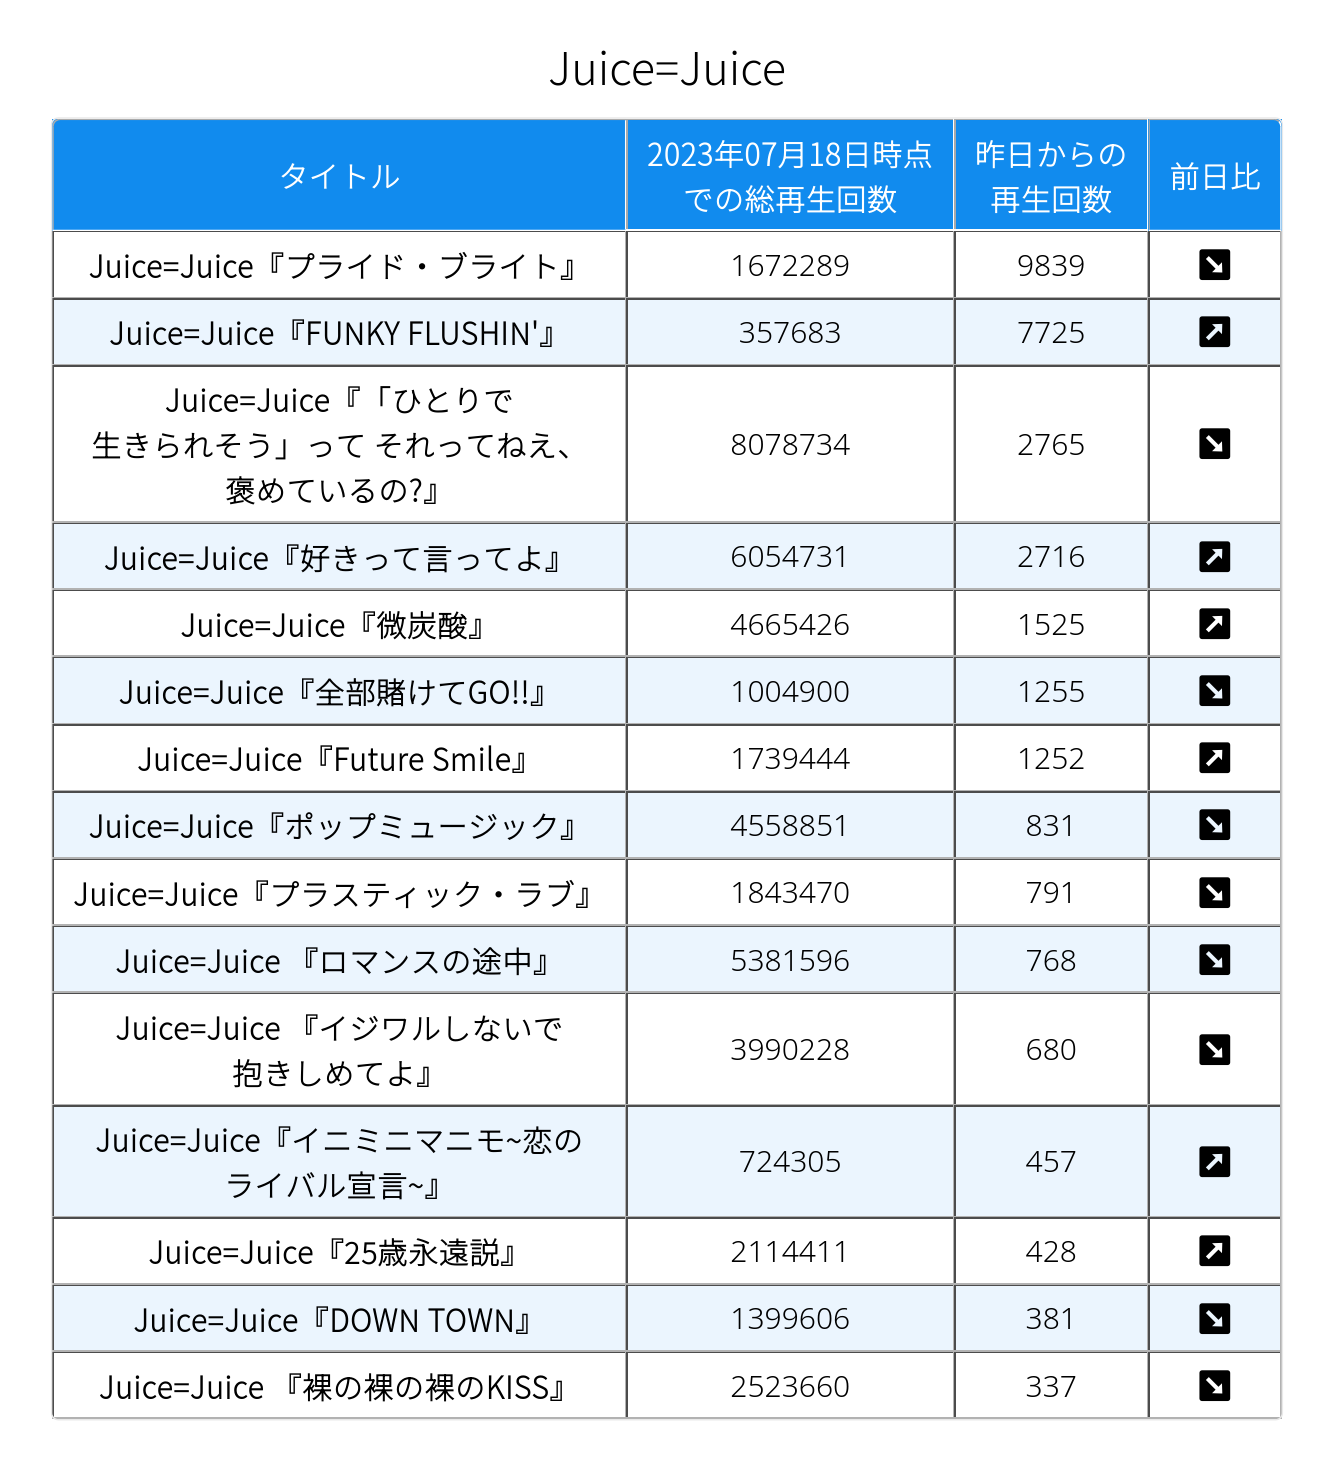 Juice=Juice
タイトル
2023年07月18日時点
での総再生回数
昨日からの
再生回数
前日比
Juice=Juice『プライド・ブライト』 1672289 9839
Juice=Juice『FUNKY FLUSHIN'』 357683 7725
Juice=Juice『「ひとりで
生きられそう」って それってねえ、
褒めているの?』
8078734 2765
Juice=Juice『好きって言ってよ』 6054731 2716
Juice=Juice『微炭酸』 4665426 1525
Juice=Juice『全部賭けてGO!!』 1004900 1255
Juice=Juice『Future Smile』 1739444 1252
Juice=Juice『ポップミュージック』 4558851 831
Juice=Juice『プラスティック・ラブ』 1843470 791
Juice=Juice 『ロマンスの途中』 5381596 768
Juice=Juice 『イジワルしないで
抱きしめてよ』
3990228 680
Juice=Juice『イニミニマニモ~恋の
ライバル宣言~』
724305 457
Juice=Juice『25歳永遠説』 2114411 428
Juice=Juice『DOWN TOWN』 1399606 381
Juice=Juice 『裸の裸の裸のKISS』 2523660 337